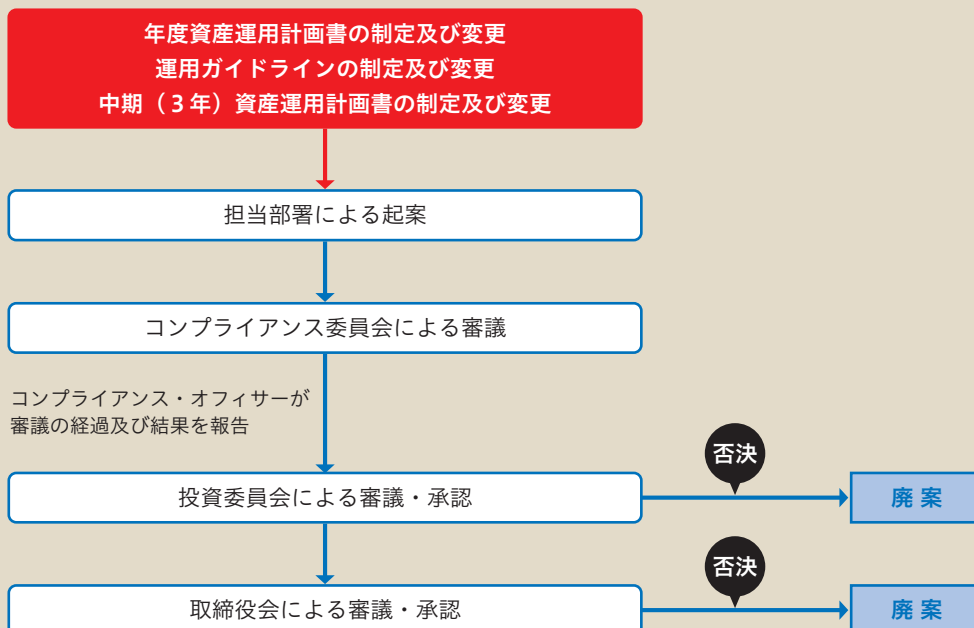 年度資産運用計画書の制定及び変更
運用ガイドラインの制定及び変更
中期（3年）資産運用計画書の制定及び変更
担当部署による起案
コンプライアンス委員会による審議
コンプライアンス・オフィサーが
審議の経過及び結果を報告
否決
投資委員会による審議・承認
廃案
否決
取締役会による審議・承認
廃案